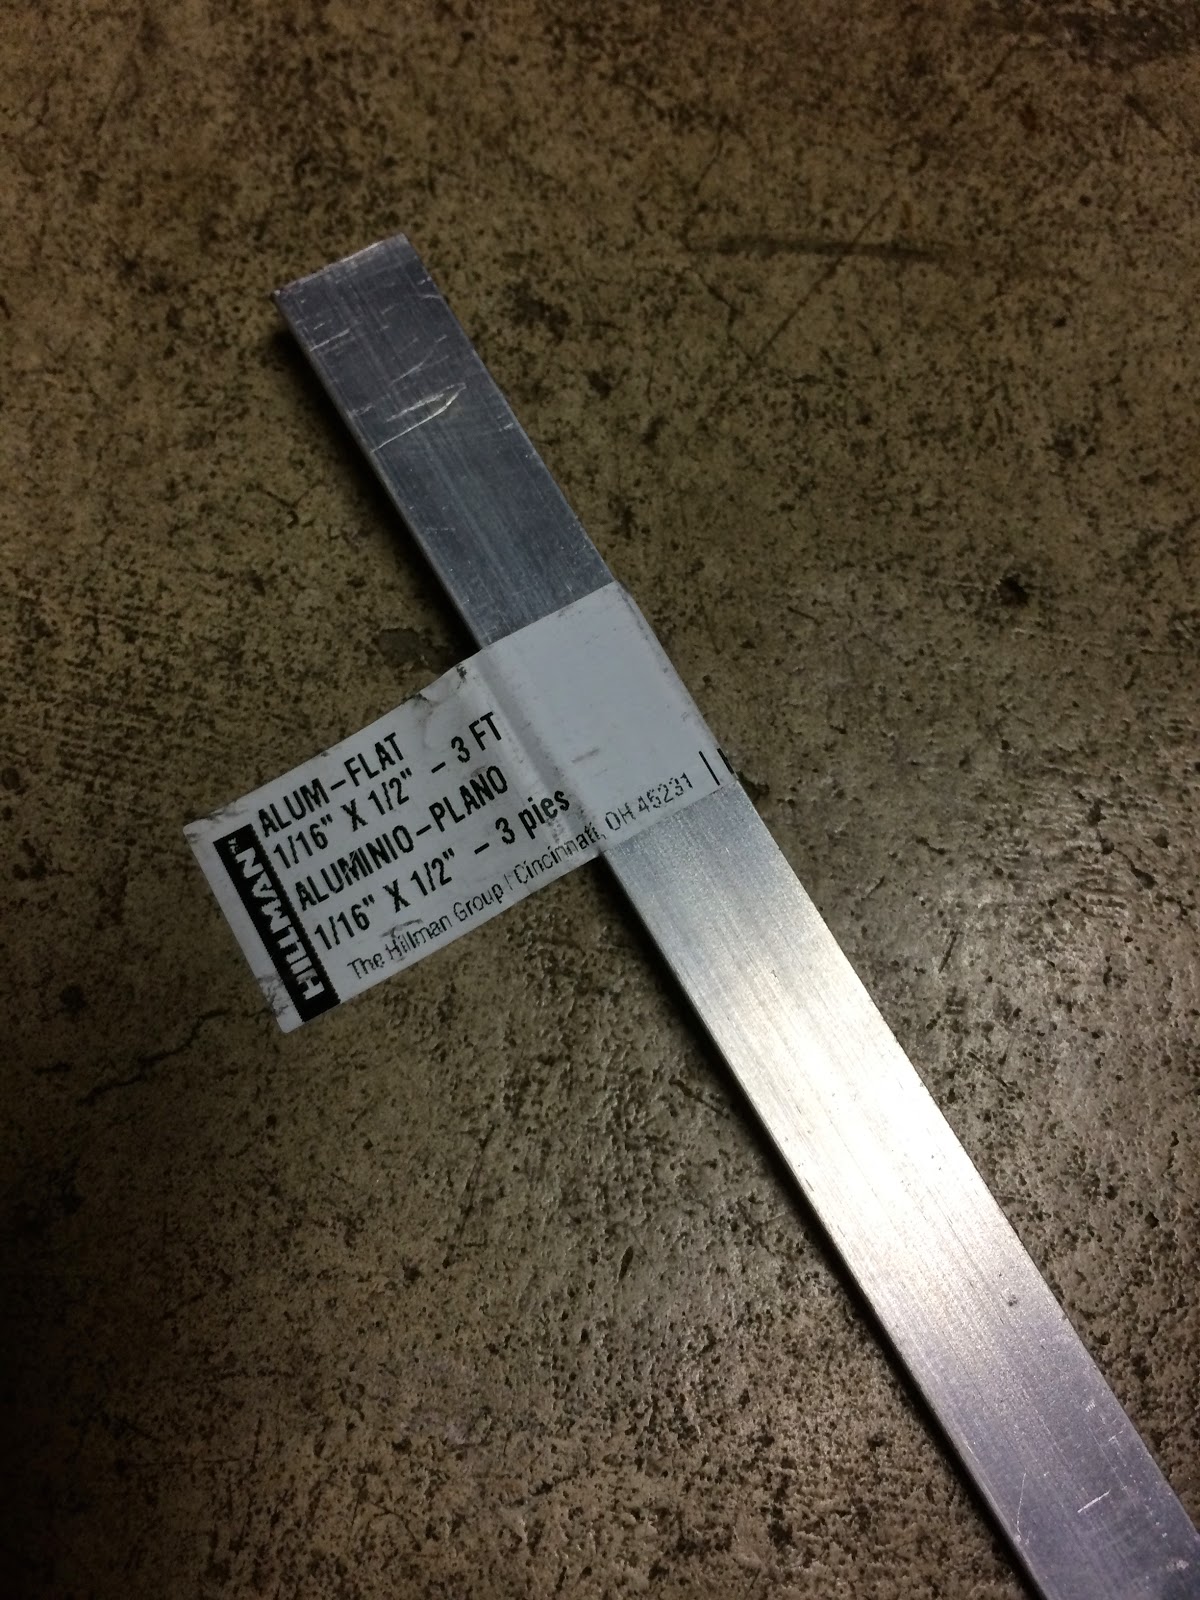 HILLMAN™
ALUM-FLAT
1/16" X 1/2" - 3 FT
ALUMINIO-PLANO
1/16" X 1/2" - 3 pies
The Hillman Group | Cincinnati, OH 45231